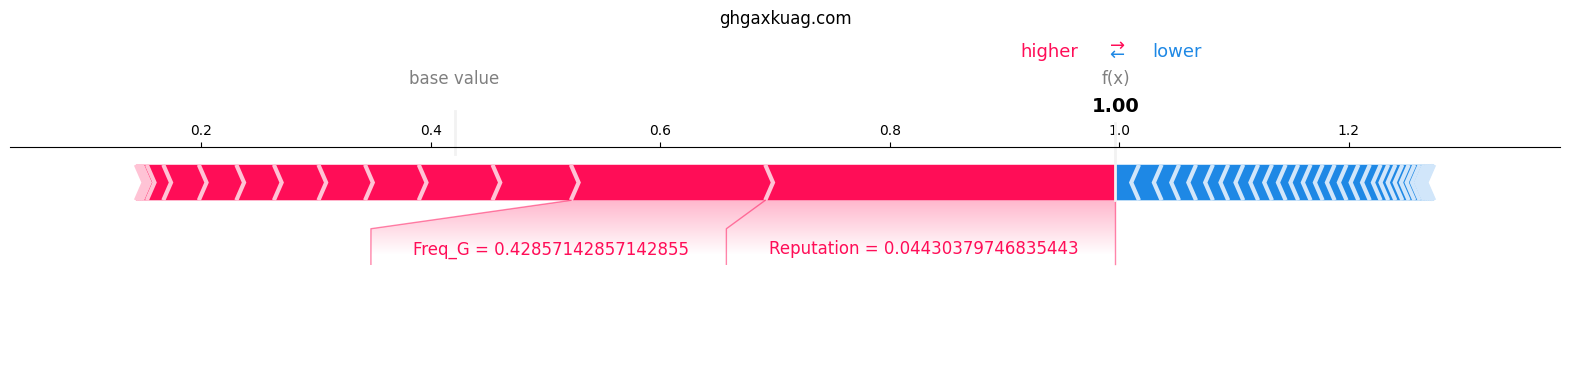 ghgaxkuag.com
higher ⇄ lower
base value f(x)
1.00
0.2 0.4 0.6 0.8 1.0 1.2
Freq_G = 0.42857142857142855 Reputation = 0.04430379746835443